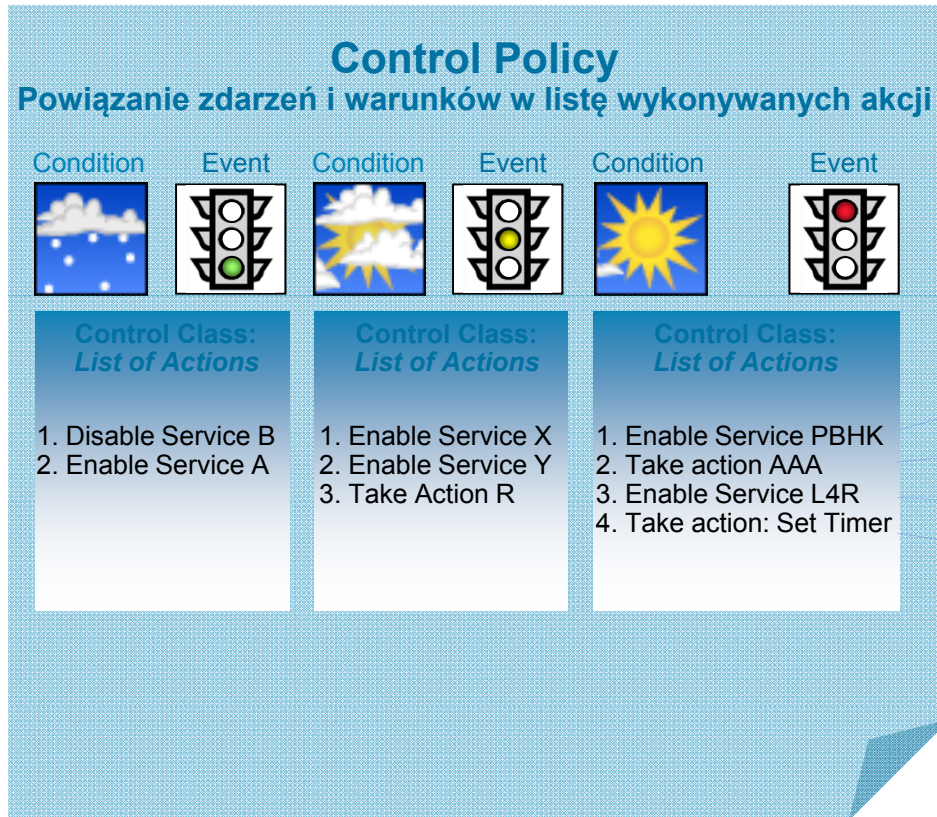 Control Policy
Powiązanie zdarzeń i warunków w listę wykonywanych akcji
Condition Event Condition Event Condition Event
Control Class:
List of Actions
1. Disable Service B
2. Enable Service A
Control Class:
List of Actions
1. Enable Service X
2. Enable Service Y
3. Take Action R
Control Class:
List of Actions
1. Enable Service PBHK
2. Take action AAA
3. Enable Service L4R
4. Take action: Set Timer